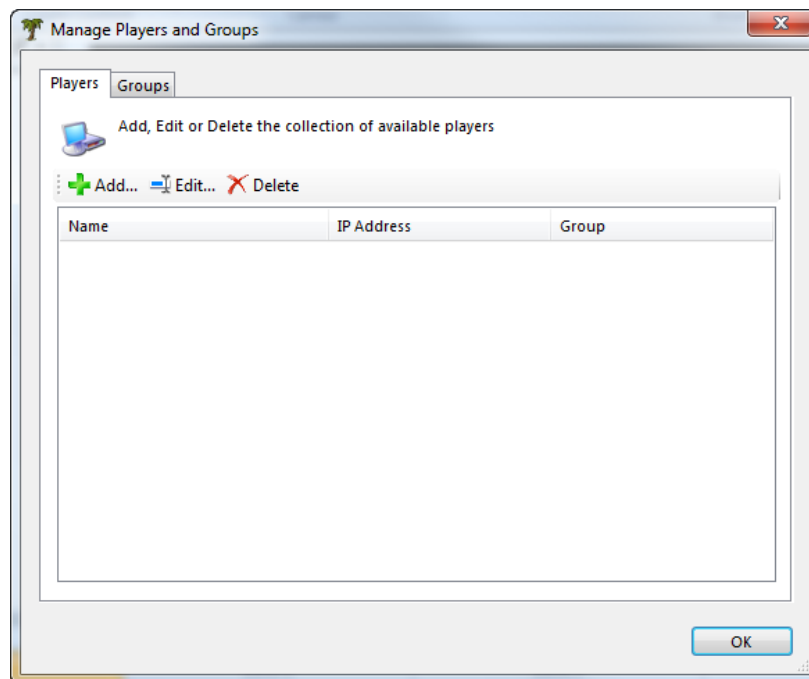 Manage Players and Groups
Players Groups
Add, Edit or Delete the collection of available players
Add... Edit... Delete
Name IP Address Group
OK